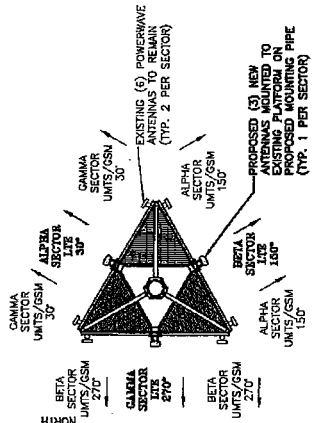 EXISTING (6) POWERWAVE
ANTENNAS TO REMAIN
(TYP. 2 PER SECTOR)
GAMMA
SECTOR
UMTS/GSN
30°
ALPHA
SECTOR
LTE
30°
GAMMA
SECTOR
UMTS/GSM
30°
ALPHA
SECTOR
UMTS/GSM
150°
PROPOSED (3) NEW
ANTENNAS MOUNTED TO
EXISTING PLATFORM ON
PROPOSED MOUNTING PIPE
(TYP. 1 PER SECTOR)
BETA
SECTOR
LTE
150°
ALPHA
SECTOR
UMTS/GSM
150°
NORTH
BETA
SECTOR
UMTS/GSM
270°
GAMMA
SECTOR
LTE
270°
BETA
SECTOR
UMTS/GSM
270°